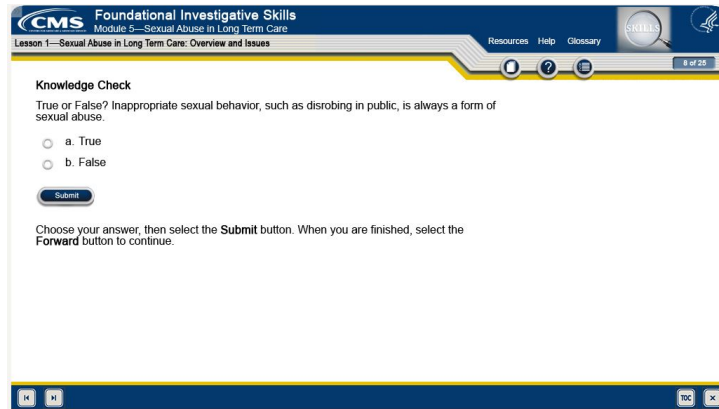 CMS
Foundational Investigative Skills
Module 5—Sexual Abuse in Long Term Care
Lesson 1—Sexual Abuse in Long Term Care: Overview and Issues
Resources Help Glossary
SKILLS
8 of 25
Knowledge Check
True or False? Inappropriate sexual behavior, such as disrobing in public, is always a form of
sexual abuse.
a. True
b. False
Submit
Choose your answer, then select the Submit button. When you are finished, select the
Forward button to continue.
TOC